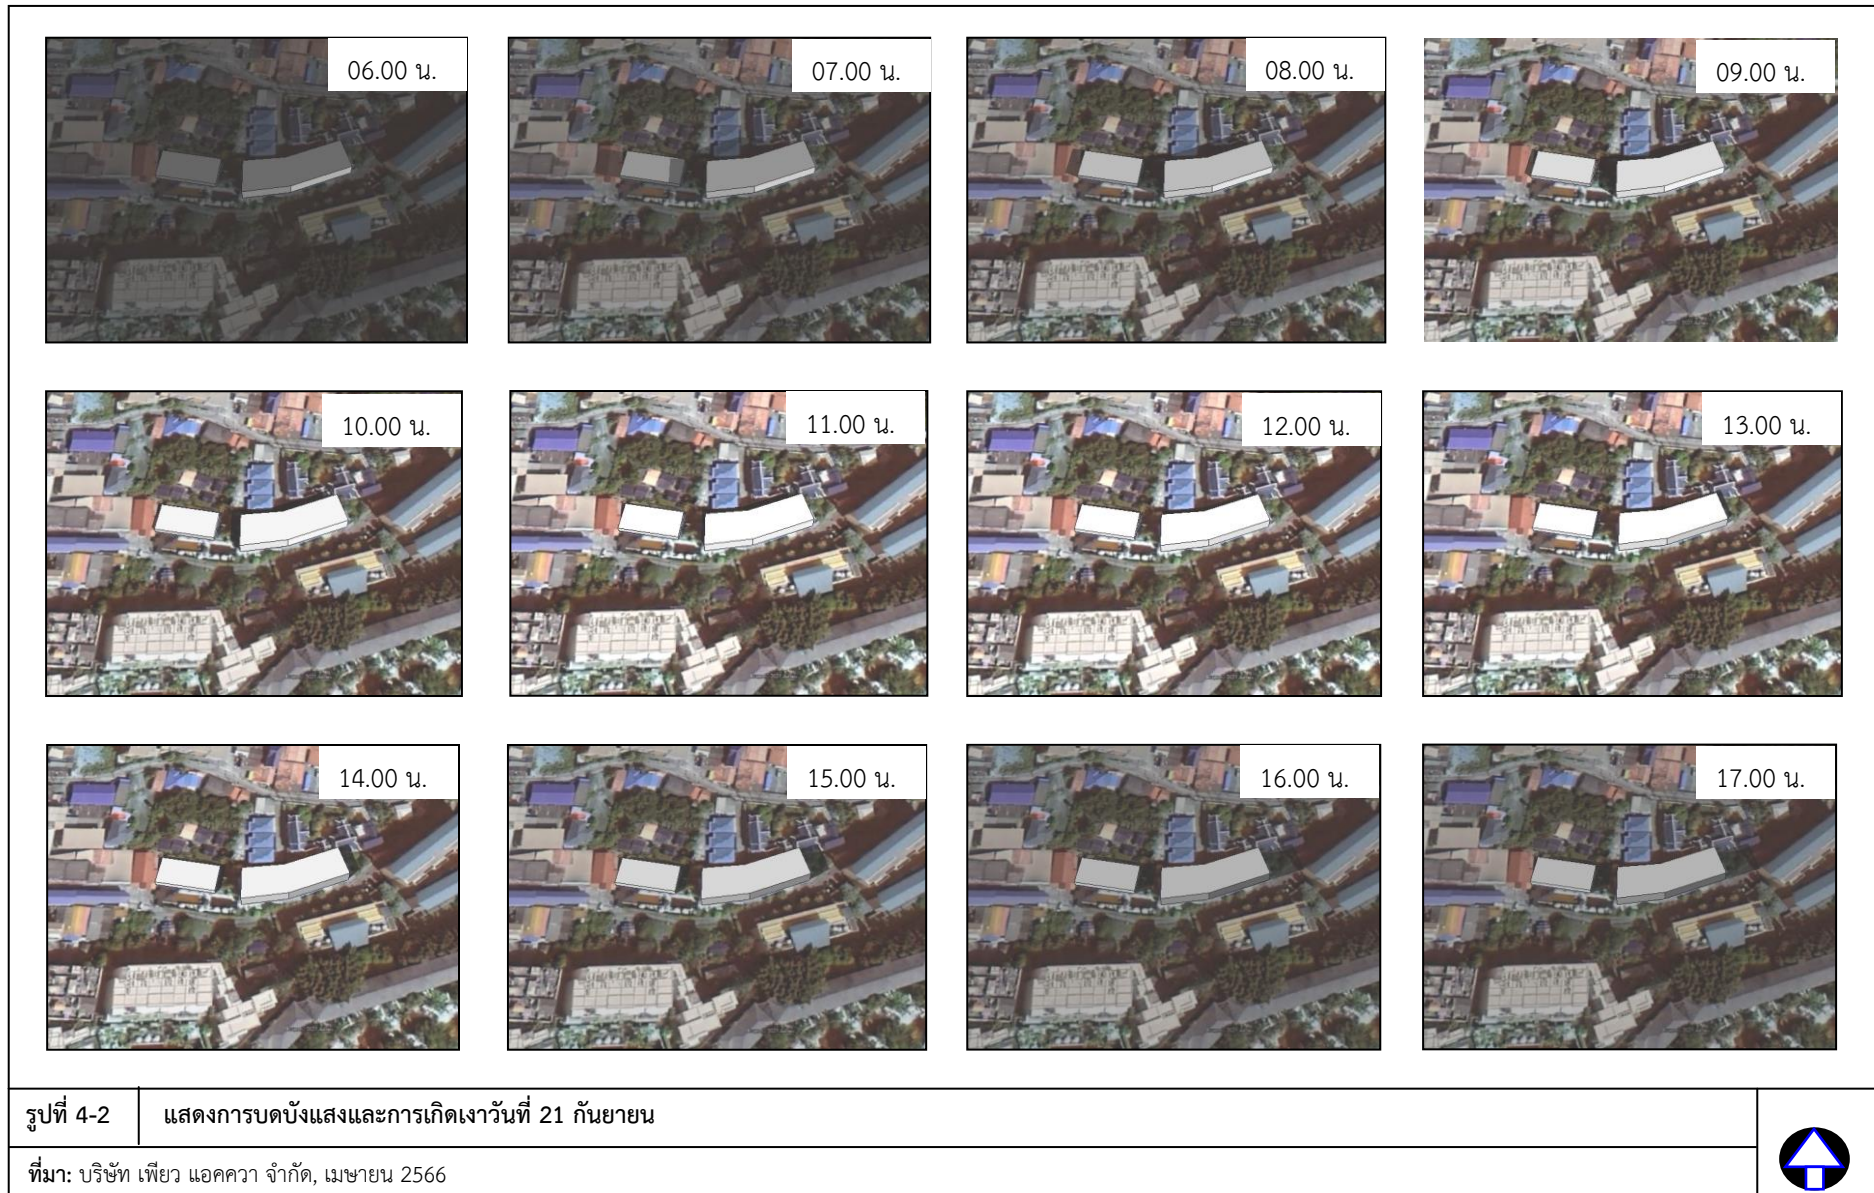 06.00 น.
07.00 น.
08.00 น.
09.00 น.
10.00 น.
11.00 น.
12.00 น.
13.00 น.
14.00 น.
15.00 น.
16.00 น.
17.00 น.
รูปที่ 4-2 แสดงการบดบังแสงและการเกิดเงาวันที่ 21 กันยายน
ที่มา: บริษัท เพียว แอคควา จำกัด, เมษายน 2566